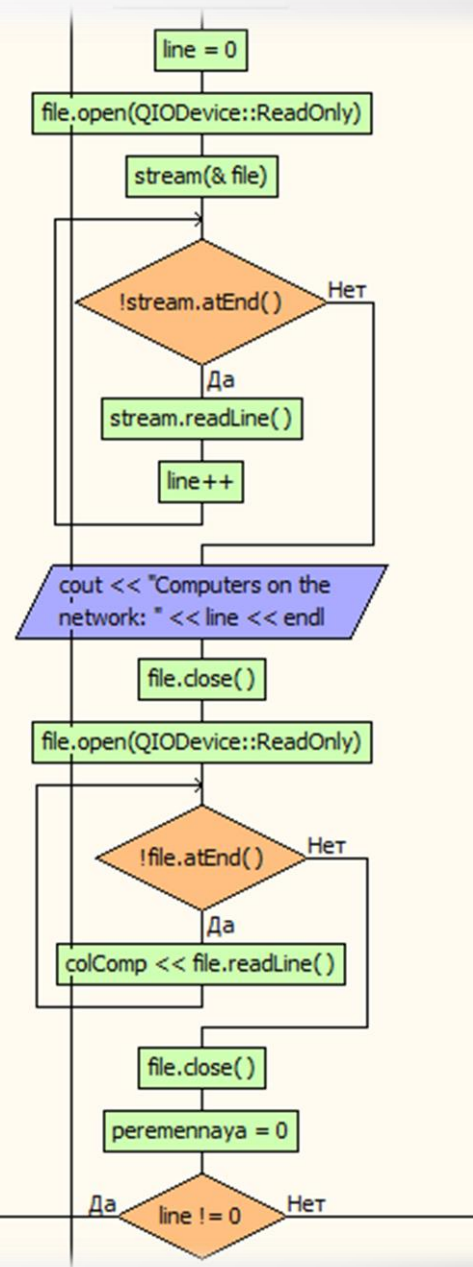 line = 0
file.open(QIODevice::ReadOnly)
stream(& file)
!stream.atEnd()
Нет
Да
stream.readLine()
line++
cout << "Computers on the
network: " << line << endl
file.close()
file.open(QIODevice::ReadOnly)
!file.atEnd()
Нет
Да
colComp << file.readLine()
file.close()
peremennaya = 0
Да
line != 0
Нет